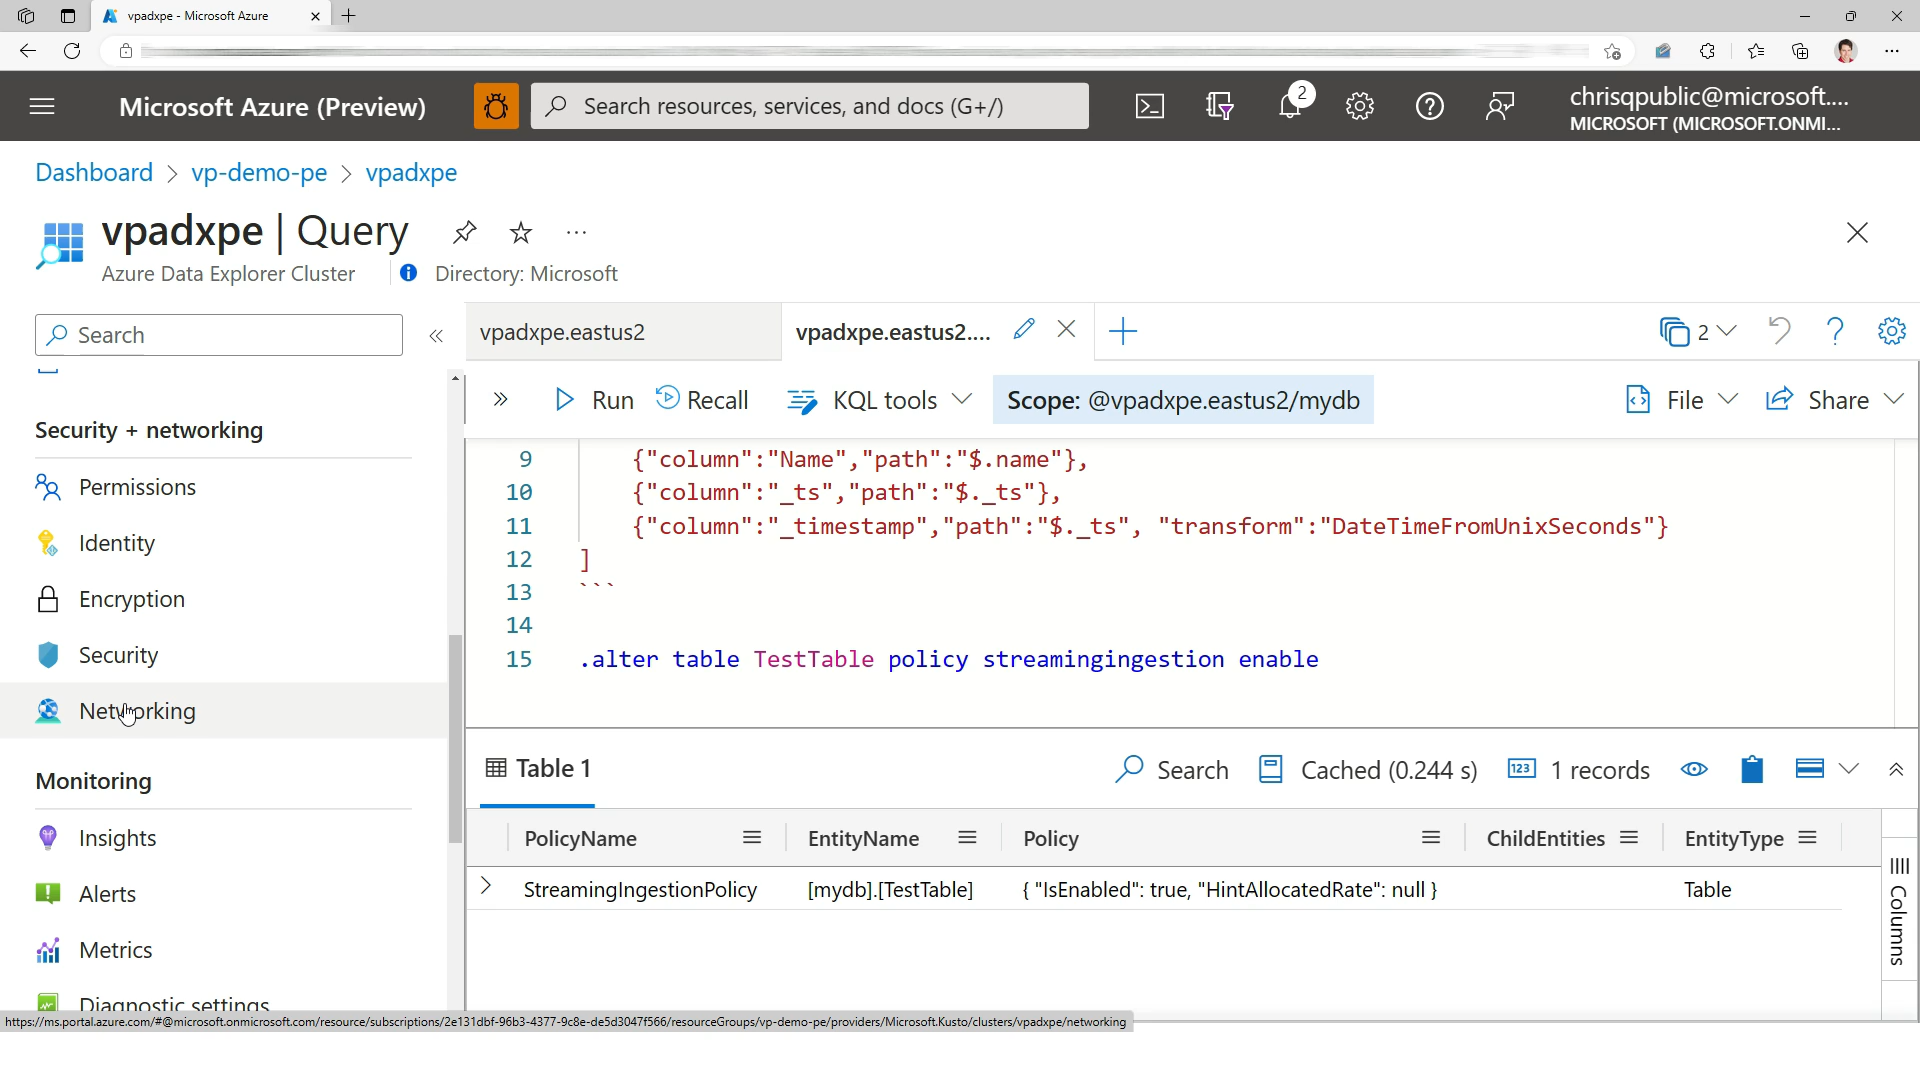 vpadxpe - Microsoft Azure
Microsoft Azure (Preview)
Search resources, services, and docs (G+/)
2
chrisqpublic@microsoft....
MICROSOFT (MICROSOFT.ONMI...
Dashboard > vp-demo-pe > vpadxpe
vpadxpe | Query
Azure Data Explorer Cluster
Directory: Microsoft
Search
vpadxpe.eastus2
vpadxpe.eastus2....
2
Run
Recall
KQL tools
Scope: @vpadxpe.eastus2/mydb
File
Share
Security + networking
Permissions
Identity
Encryption
Security
Networking
Monitoring
Insights
Alerts
Metrics
Diagnostic settings
9 {"column":"Name","path":"$.name"},
10 {"column":"_ts","path":"$._ts"},
11 {"column":"_timestamp","path":"$._ts", "transform":"DateTimeFromUnixSeconds"}
12 ]
13 ```
14
15 .alter table TestTable policy streamingingestion enable
Table 1
Search
Cached (0.244 s)
123
1 records
PolicyName EntityName Policy ChildEntities EntityType
StreamingIngestionPolicy [mydb].[TestTable] { "IsEnabled": true, "HintAllocatedRate": null } Table
Columns
https://ms.portal.azure.com/#@microsoft.onmicrosoft.com/resource/subscriptions/2e131dbf-96b3-4377-9c8e-de5d3047f566/resourceGroups/vp-demo-pe/providers/Microsoft.Kusto/clusters/vpadxpe/networking